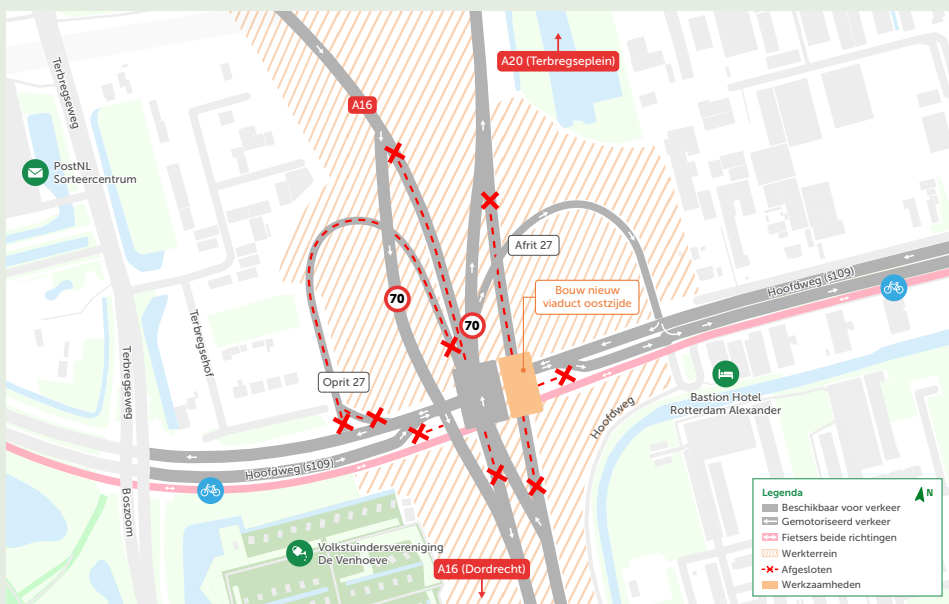 A20 (Terbregseplein)
Terbregseweg
A16
PostNL
Sorteercentrum
Afrit 27
Hoofdweg (s109)
Bouw nieuw
viaduct oostzijde
70
70
Terbregsehof
Terbregseweg
Oprit 27
Bastion Hotel
Rotterdam Alexander
Hoofdweg
Hoofdweg (s109)
Boszoom
Volkstuindersvereniging
De Venhoeve
A16 (Dordrecht)
Legenda
N
Beschikbaar voor verkeer
Gemotoriseerd verkeer
Fietsers beide richtingen
Werkterrein
Afgesloten
Werkzaamheden